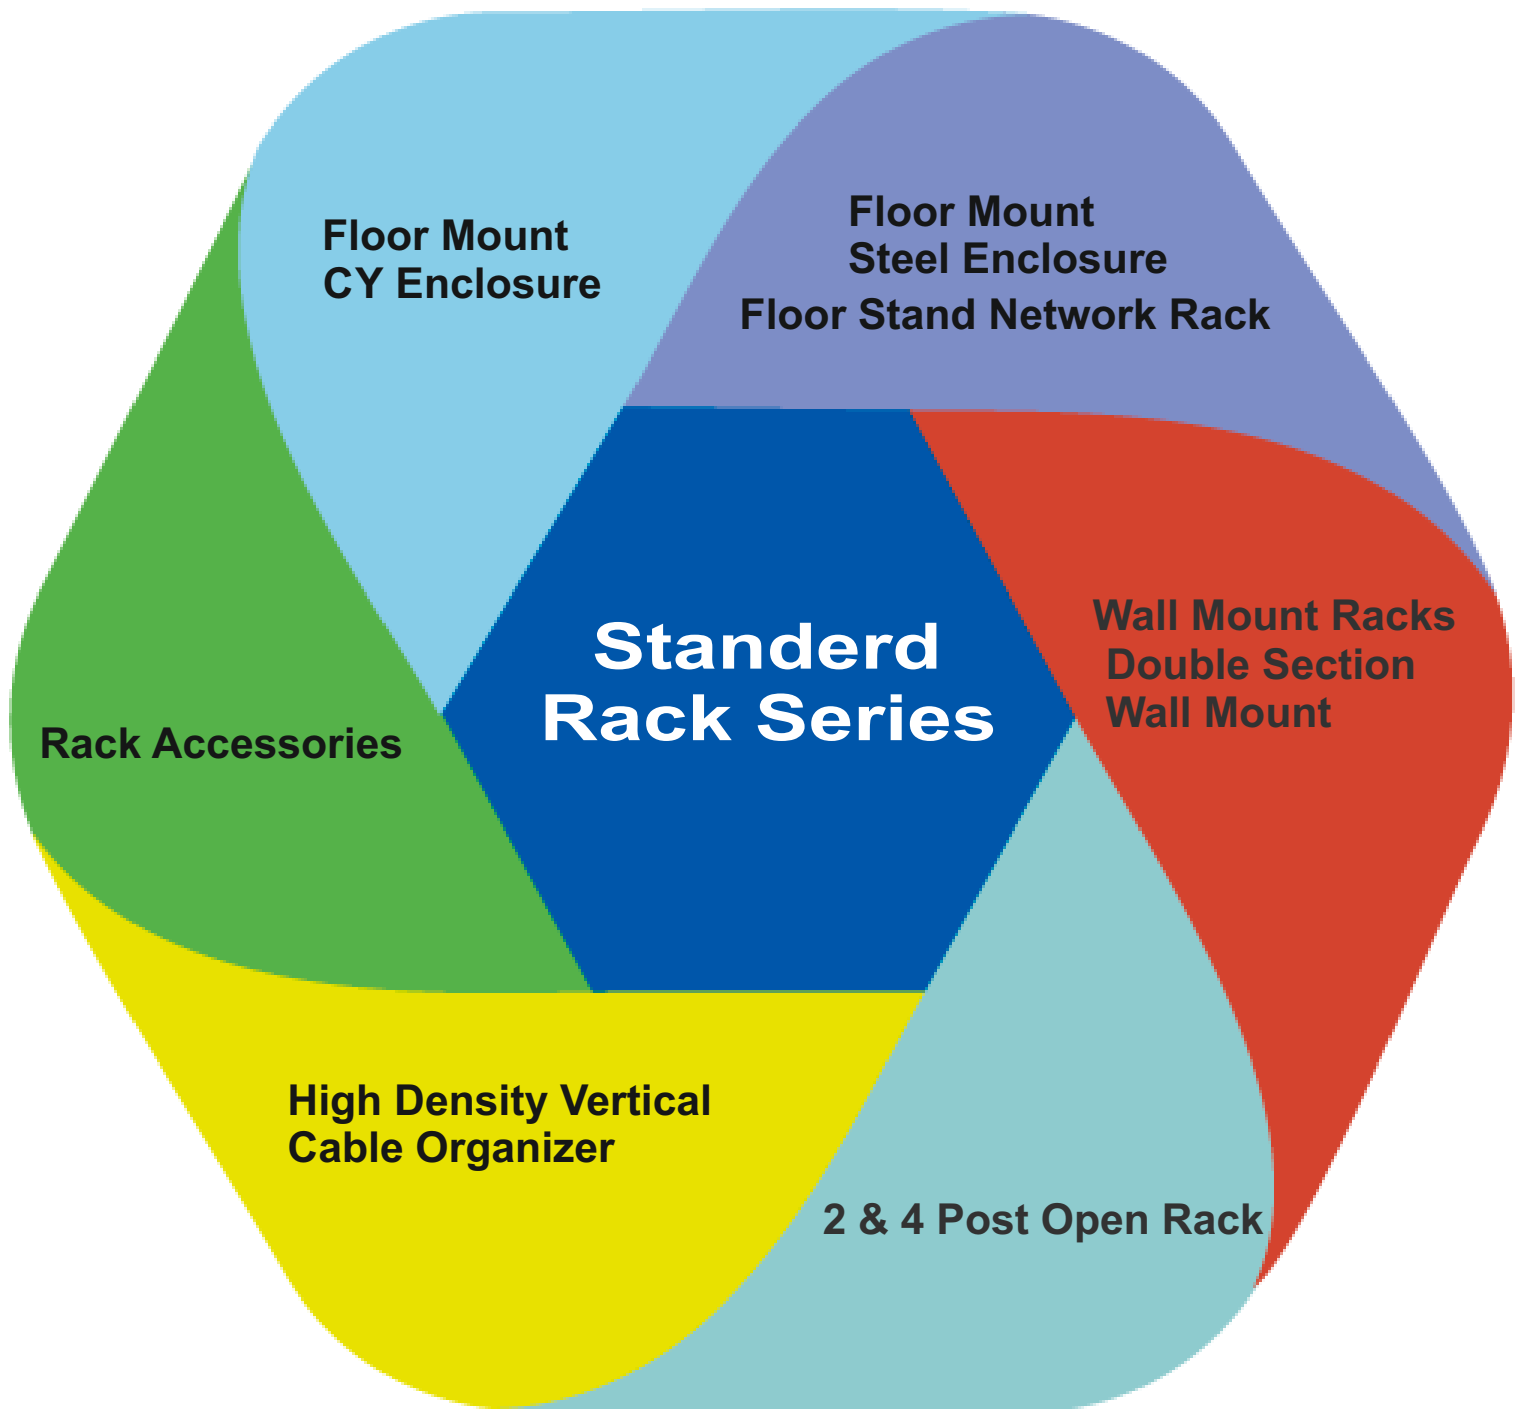 Floor Mount
CY Enclosure
Floor Mount
Steel Enclosure
Floor Stand Network Rack
Wall Mount Racks
Double Section
Wall Mount
Standerd
Rack Series
Rack Accessories
High Density Vertical
Cable Organizer
2 & 4 Post Open Rack